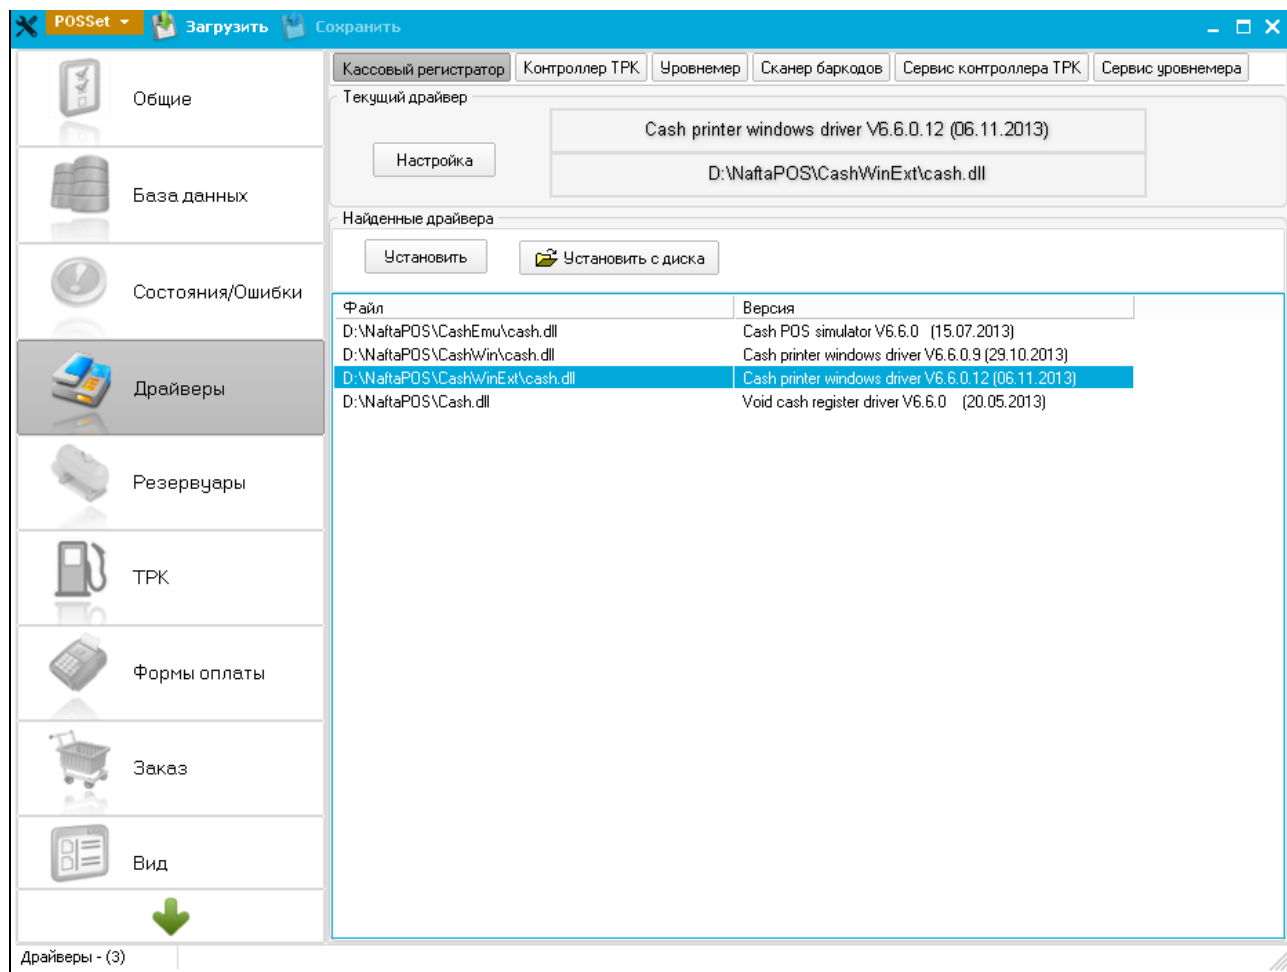 POSSet Загрузить Сохранить
Общие
База данных
Состояния/Ошибки
Драйверы
Резервуары
ТРК
Формы оплаты
Заказ
Вид
Кассовый регистратор Контроллер ТРК Уровнемер Сканер баркодов Сервис контроллера ТРК Сервис уровнемера
Текущий драйвер
Настройка
Cash printer windows driver V6.6.0.12 (06.11.2013)
D:\NaftaPOS\CashWinExt\cash.dll
Найденные драйвера
Установить Установить с диска
Файл Версия
D:\NaftaPOS\CashEmu\cash.dll Cash POS simulator V6.6.0 (15.07.2013)
D:\NaftaPOS\CashWin\cash.dll Cash printer windows driver V6.6.0.9 (29.10.2013)
D:\NaftaPOS\CashWinExt\cash.dll Cash printer windows driver V6.6.0.12 (06.11.2013)
D:\NaftaPOS\Cash.dll Void cash register driver V6.6.0 (20.05.2013)
Драйверы - (3)